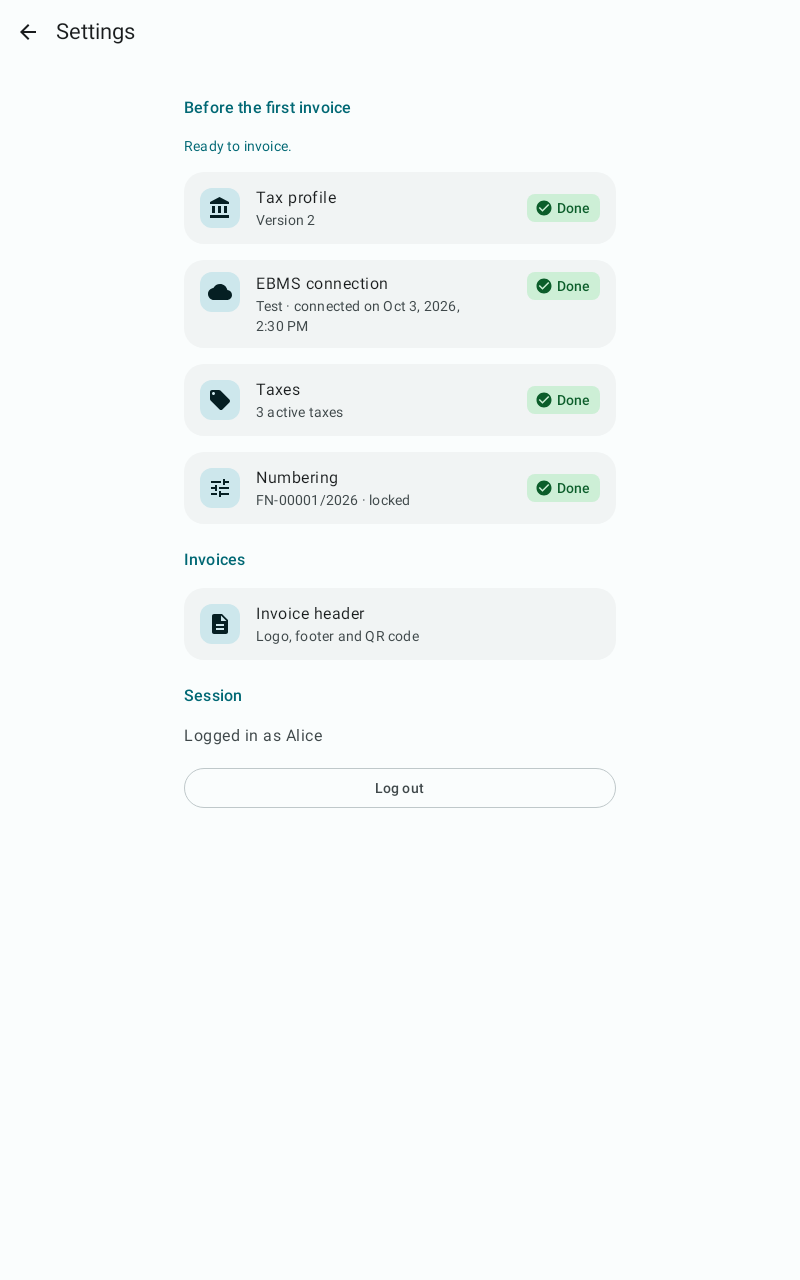 Settings
Before the first invoice
Ready to invoice.
Tax profile
Version 2
Done
EBMS connection
Test · connected on Oct 3, 2026,
2:30 PM
Done
Taxes
3 active taxes
Done
Numbering
FN-00001/2026 · locked
Done
Invoices
Invoice header
Logo, footer and QR code
Session
Logged in as Alice
Log out